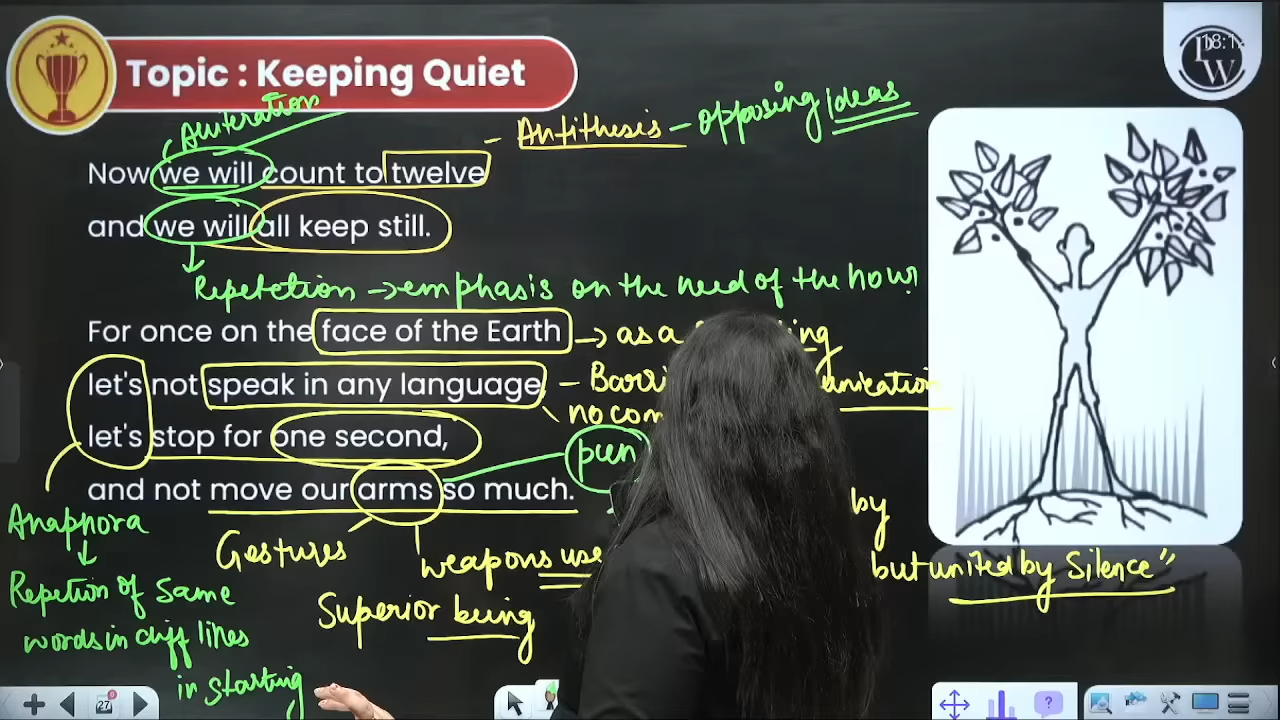 Topic : Keeping Quiet
Alliteration
Antithesis - opposing Ideas
Now we will count to twelve
and we will all keep still.
Repetetion → emphasis on the need of the hour
For once on the face of the Earth → as a
let's not speak in any language, -
no com
let's stop for one second,
pun
and not move our arms so much.
by
Anaphora
Gestures
weapons use
but united by Silence"
Repetion of Same
Superior being
words in diff lines
in starting
18:1
W
27